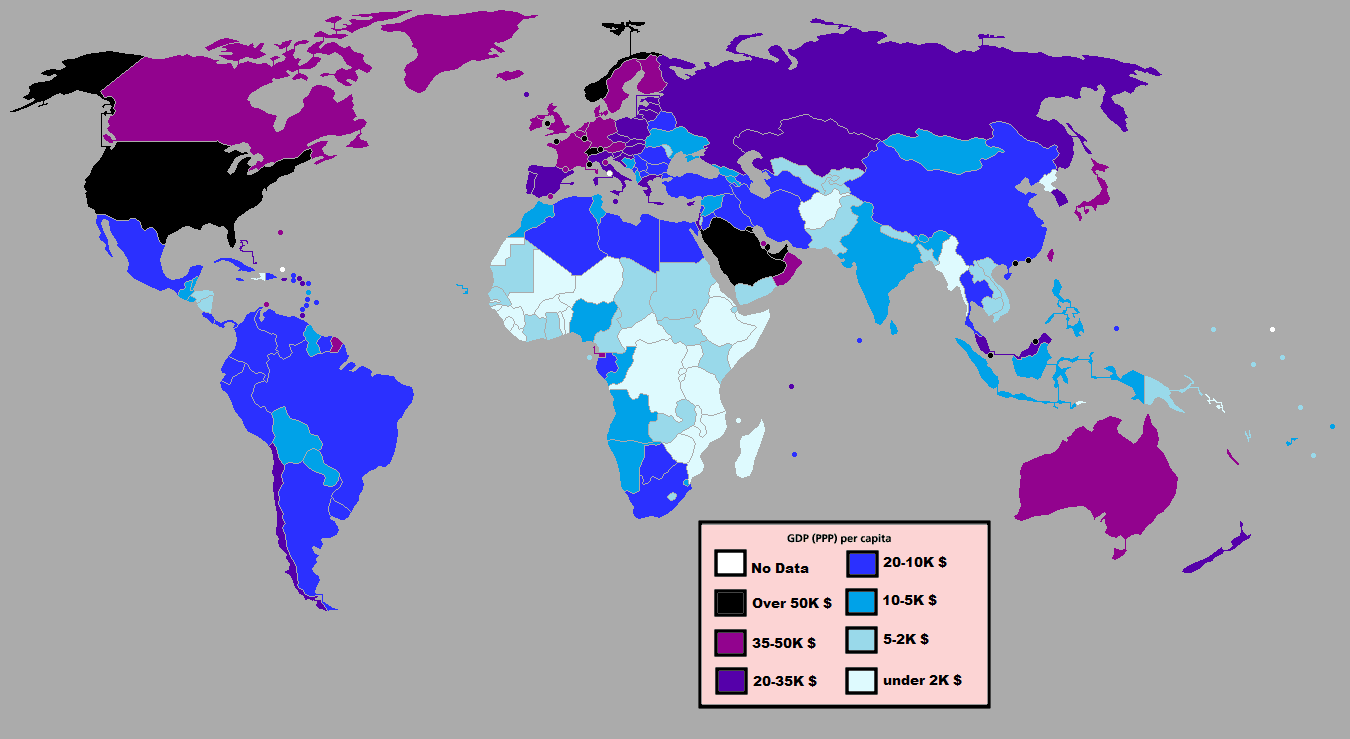 GDP (PPP) per capita
No Data
Over 50K $
35-50K $
20-35K $
20-10K $
10-5K $
5-2K $
under 2K $